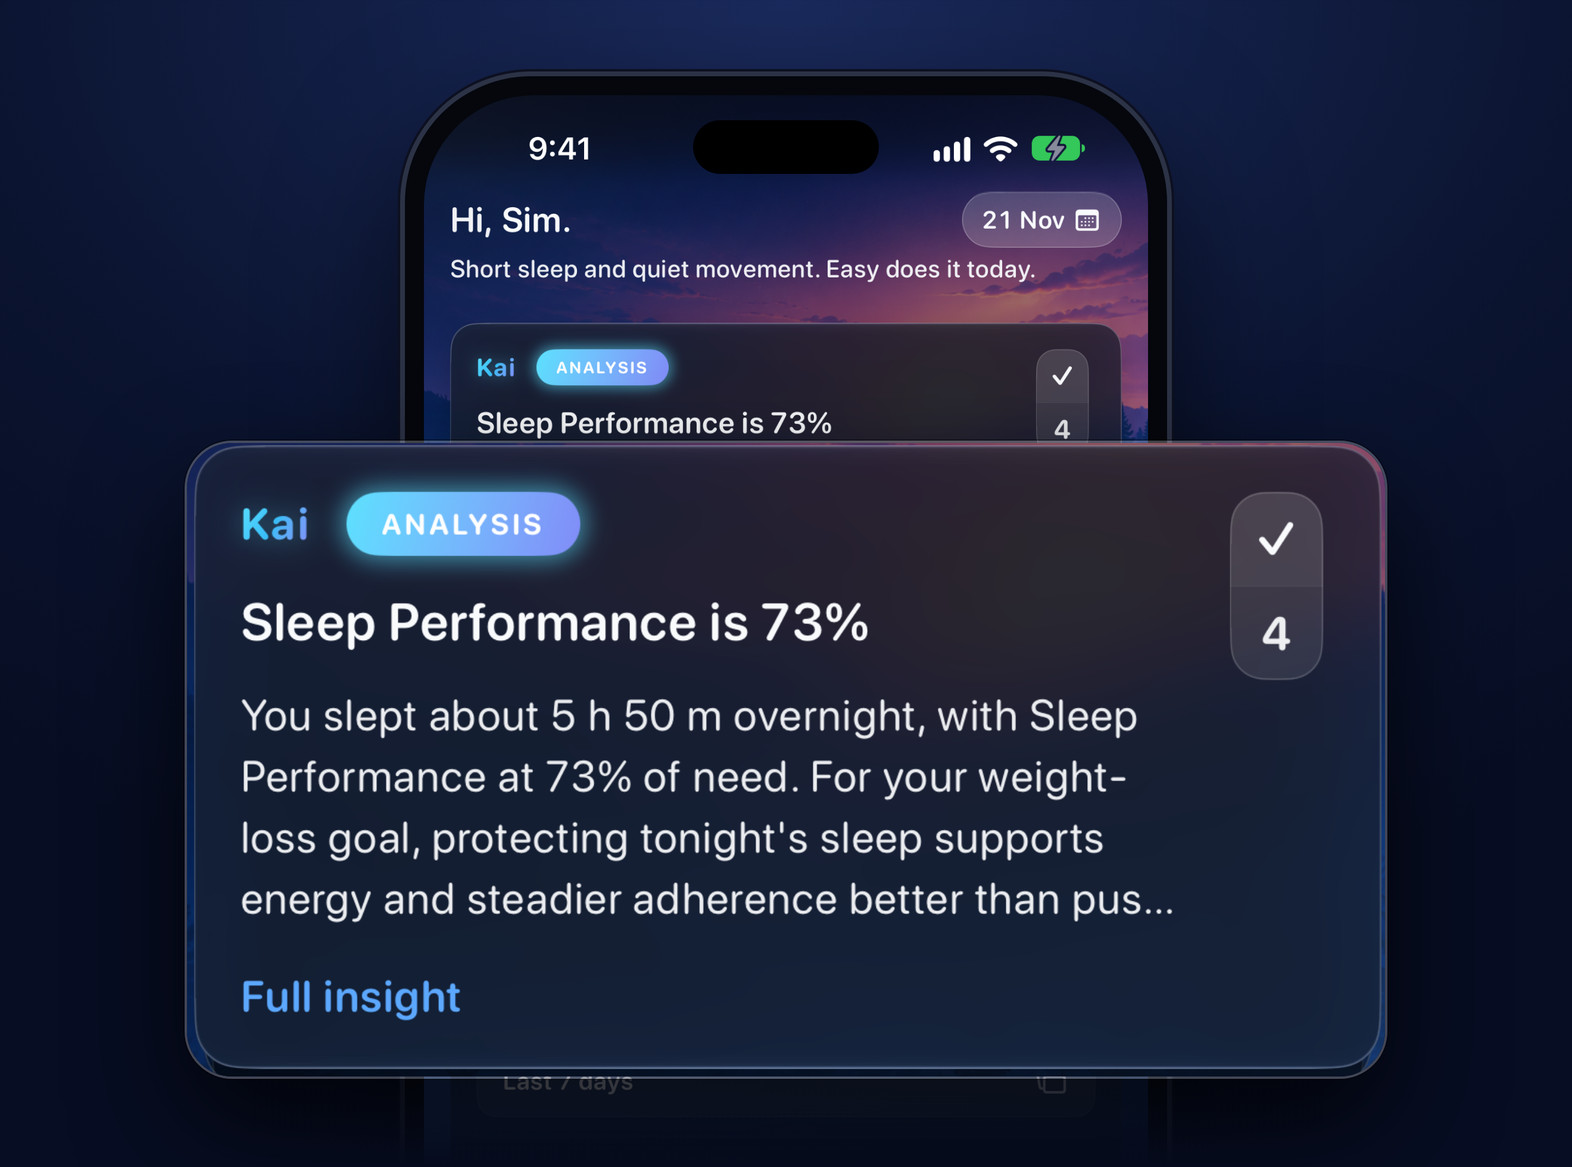 9:41
Hi, Sim.
21 Nov
Short sleep and quiet movement. Easy does it today.
Kai
ANALYSIS
Sleep Performance is 73%
4
Kai
ANALYSIS
Sleep Performance is 73%
4
You slept about 5 h 50 m overnight, with Sleep
Performance at 73% of need. For your weight-
loss goal, protecting tonight's sleep supports
energy and steadier adherence better than pus...
Full insight
Last 7 days